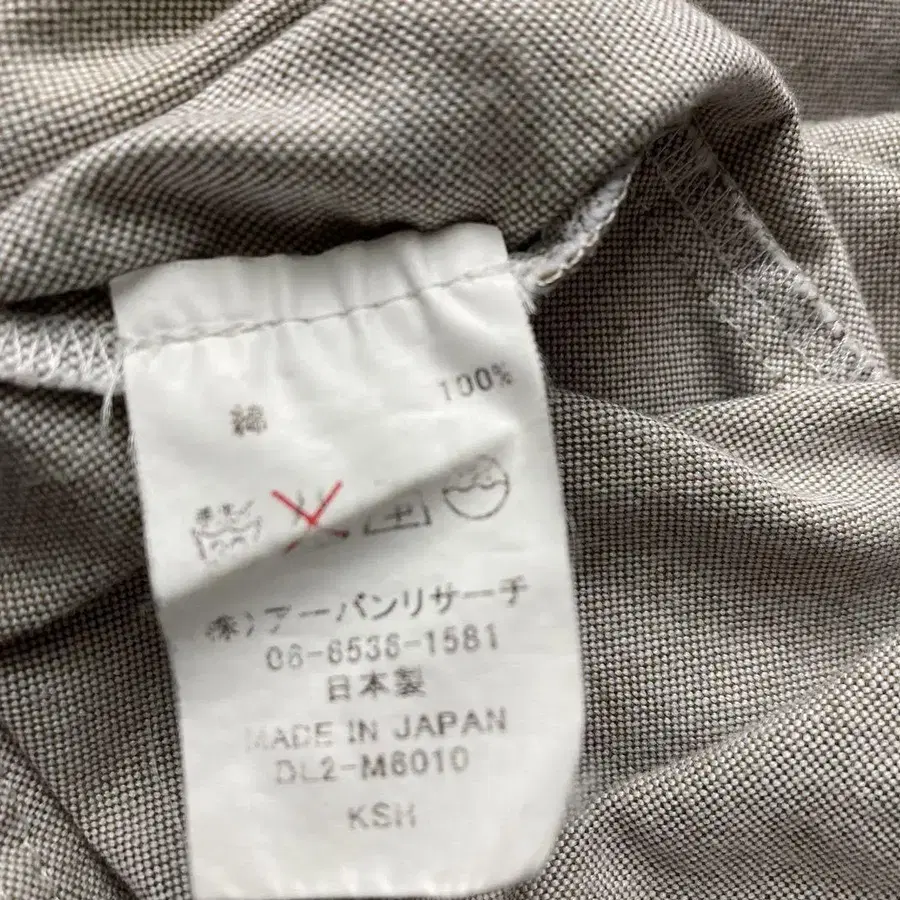 綿 100%
(株)アーバンリサーチ
06-6536-1581
日本製
MADE IN JAPAN
DL2-M6010
KSH